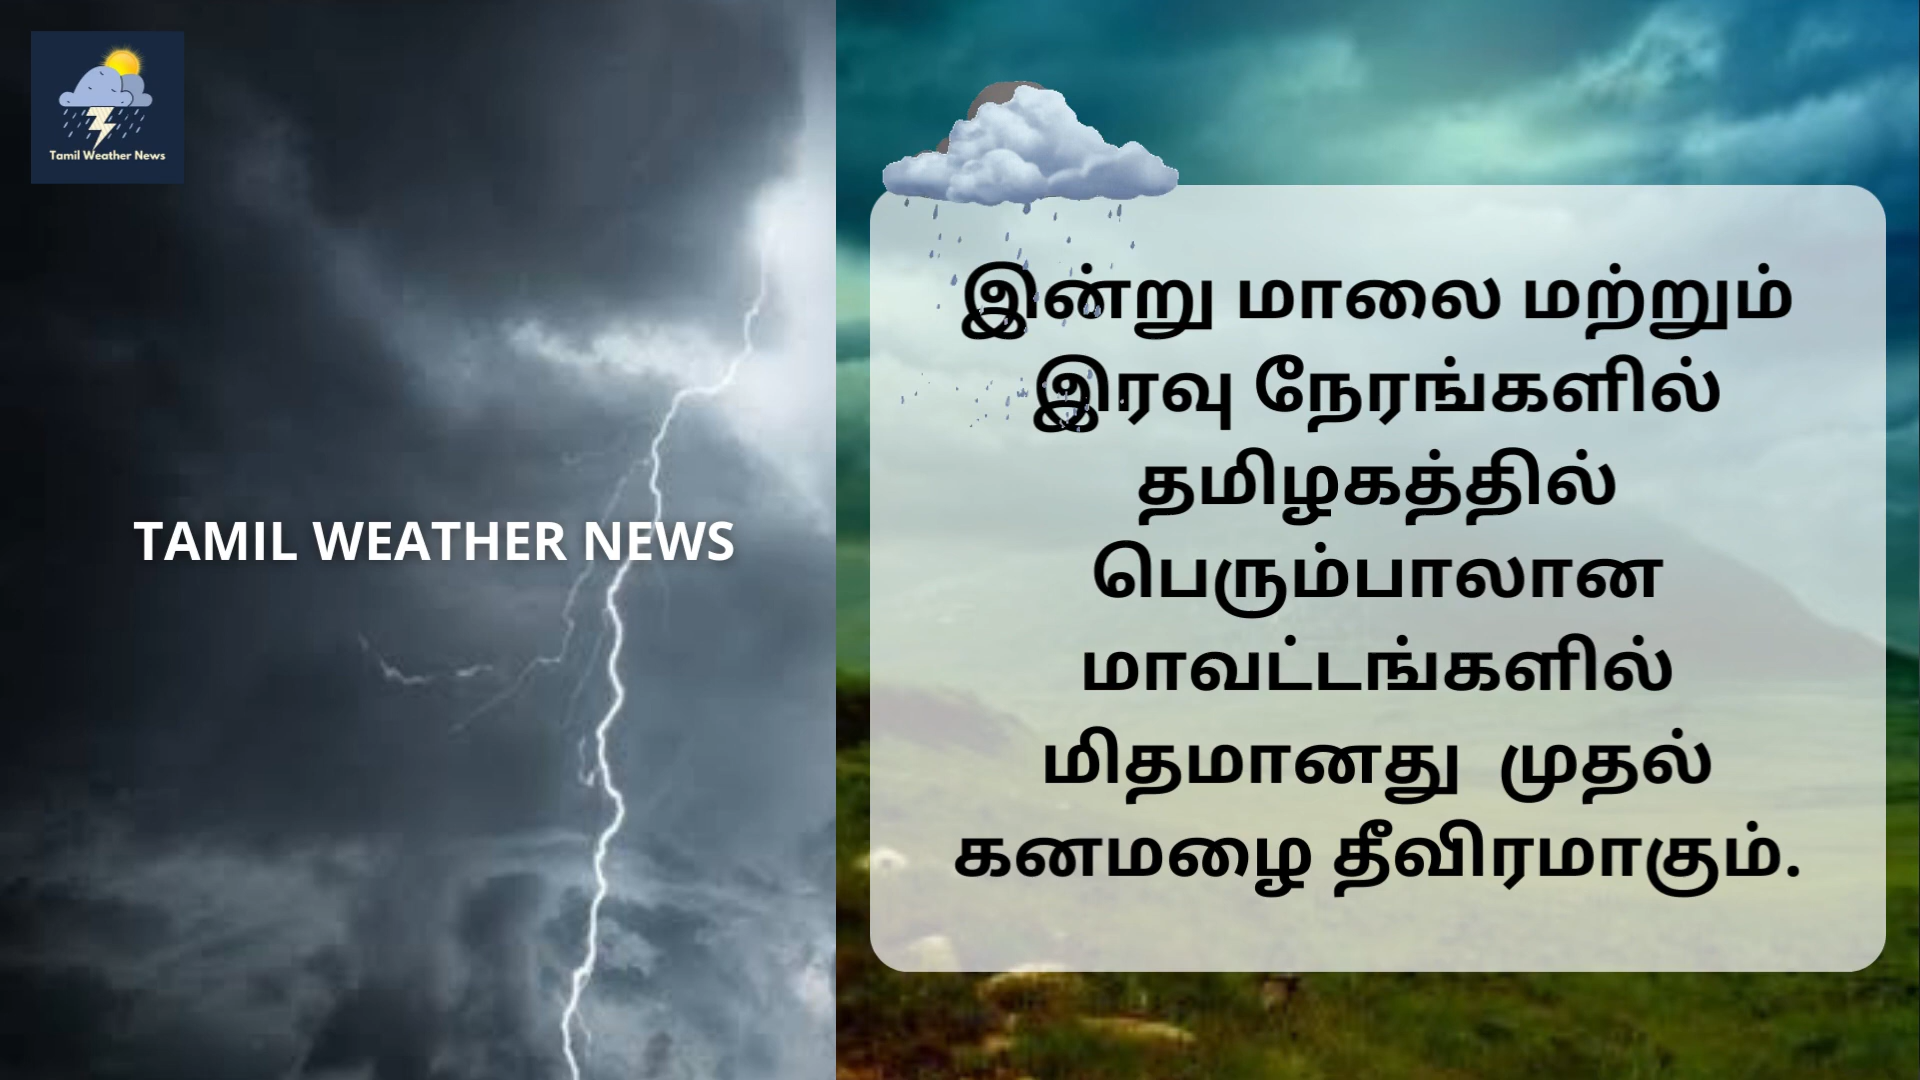 Tamil Weather News
TAMIL WEATHER NEWS
இன்று மாலை மற்றும்
இரவு நேரங்களில்
தமிழகத்தில்
பெரும்பாலான
மாவட்டங்களில்
மிதமானது முதல்
கனமழை தீவிரமாகும்.